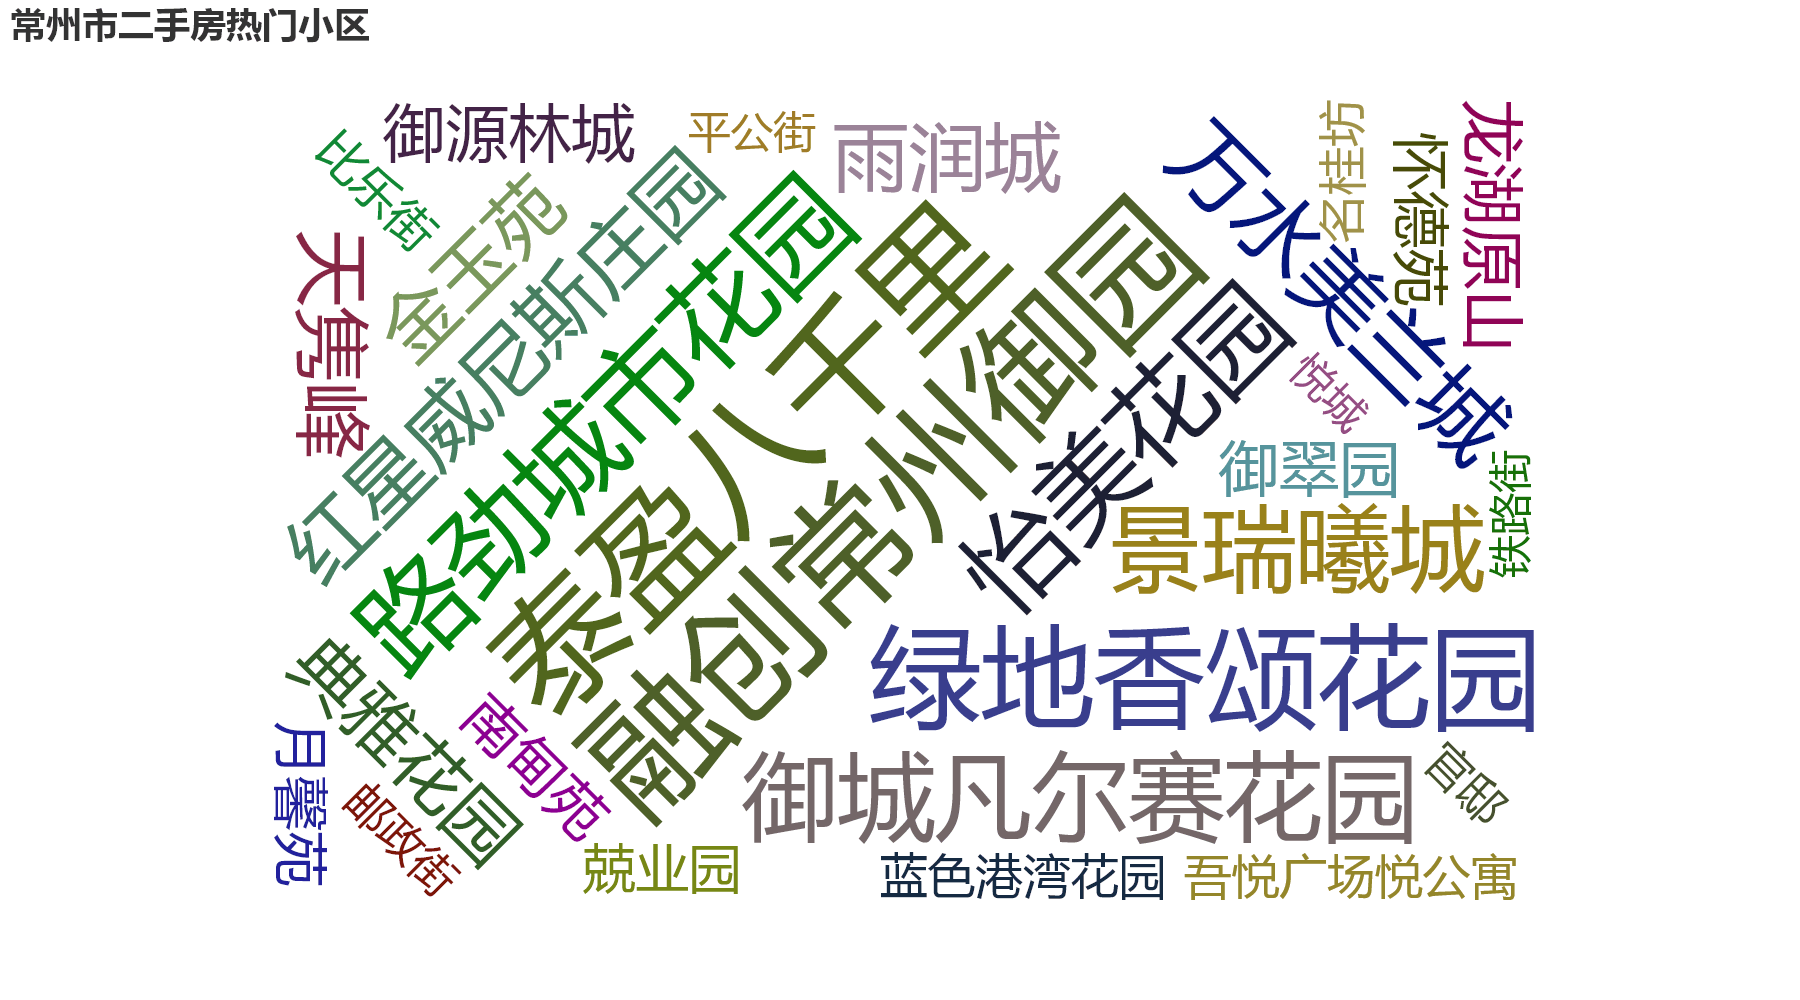 常州市二手房热门小区
御源林城
平公街
雨润城
名桂坊
龙湖原山
怀德苑
比乐街
金玉苑
红星威尼斯庄园
路劲城市花园
泰盈八千里
融创常州御园
怡美花园
万水美兰城
天隽峰
悦城
御翠园
铁路街
景瑞曦城
绿地香颂花园
迪雅花园
南甸苑
月馨苑
邮政街
御城凡尔赛花园
官邸
兢业园
蓝色港湾花园
吾悦广场悦公寓